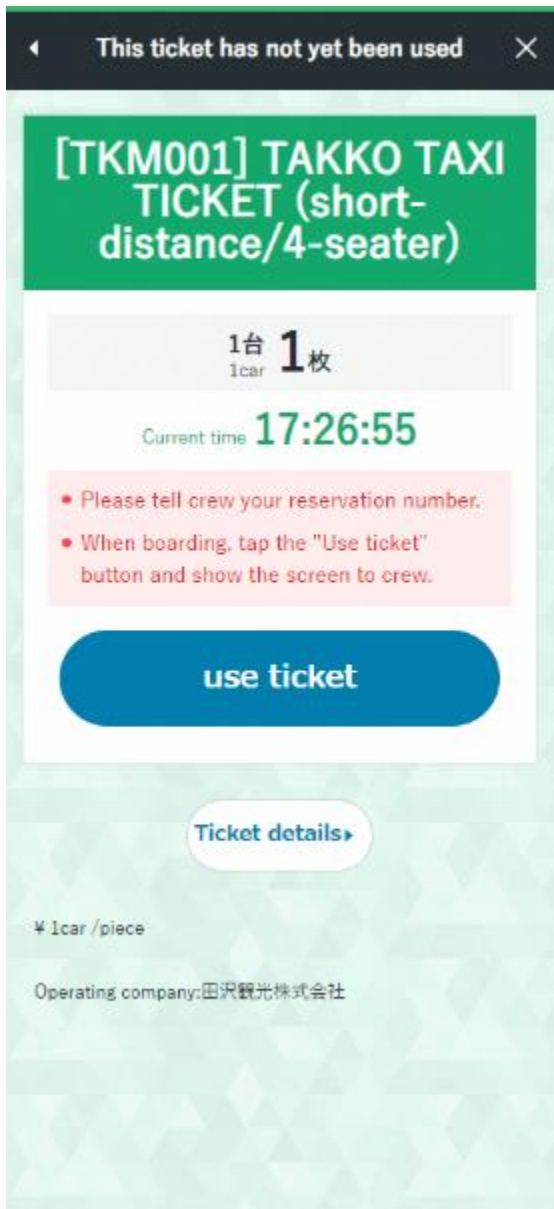 This ticket has not yet been used
[TKM001] TAKKO TAXI
TICKET (short-
distance/4-seater)
1台 1枚
1car
Current time 17:26:55
• Please tell crew your reservation number.
• When boarding, tap the "Use ticket"
button and show the screen to crew.
use ticket
Ticket details
¥ 1car /piece
Operating company:田沢観光株式会社